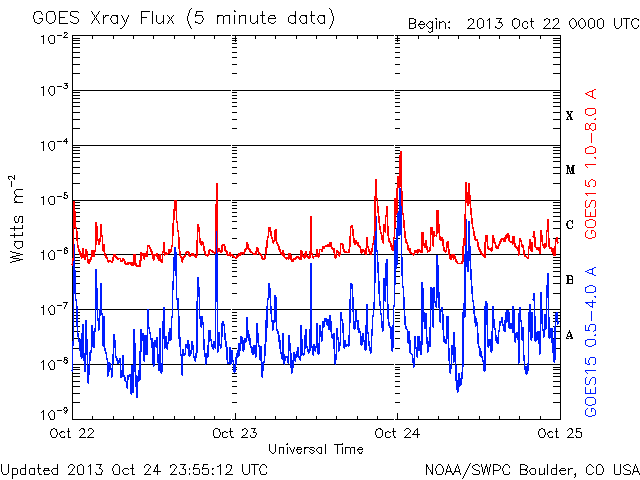 GOES Xray Flux (5 minute data)
Begin: 2013 Oct 22 0000 UTC
10⁻²
10⁻³
10⁻⁴
10⁻⁵
10⁻⁶
10⁻⁷
10⁻⁸
10⁻⁹
Watts m⁻²
X
M
C
B
A
GOES15 1.0-8.0 A
GOES15 0.5-4.0 A
Oct 22
Oct 23
Oct 24
Oct 25
Universal Time
Updated 2013 Oct 24 23:55:12 UTC
NOAA/SWPC Boulder, CO USA